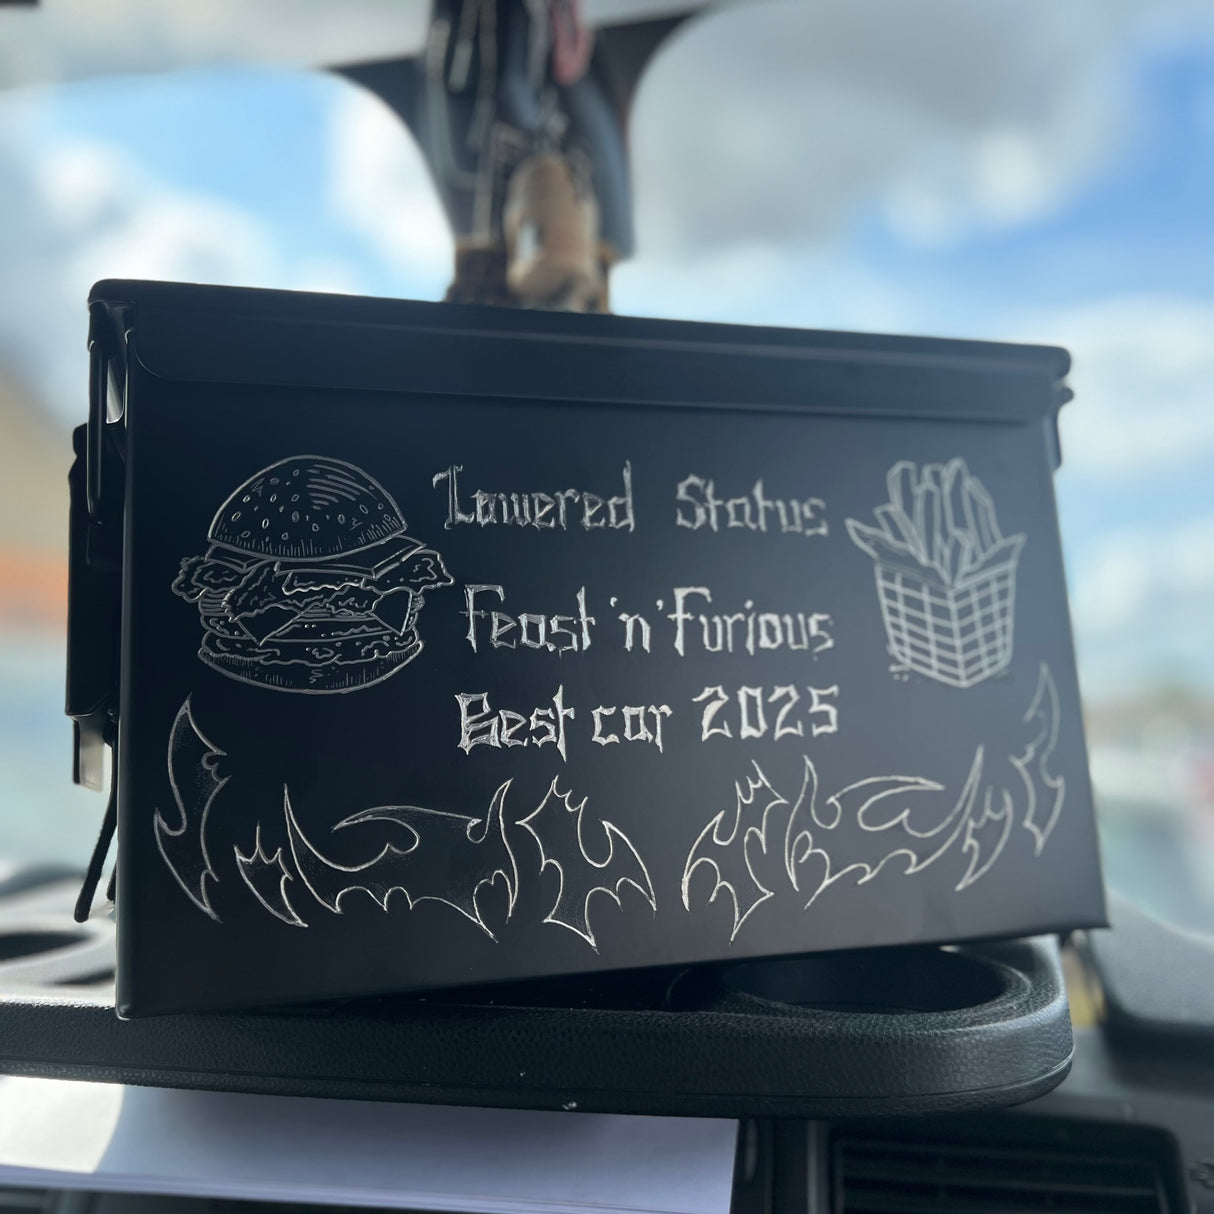 Lowered Status
Feast 'n' Furious
Best car 2025